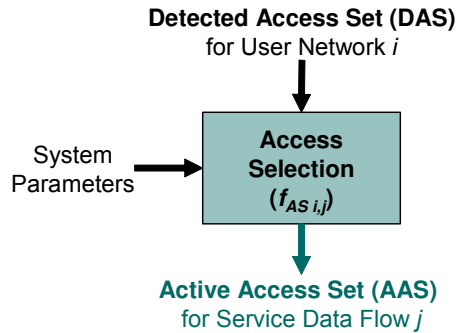 Detected Access Set (DAS)
for User Network i
System
Parameters
Access
Selection
(f_AS i,j)
Active Access Set (AAS)
for Service Data Flow j